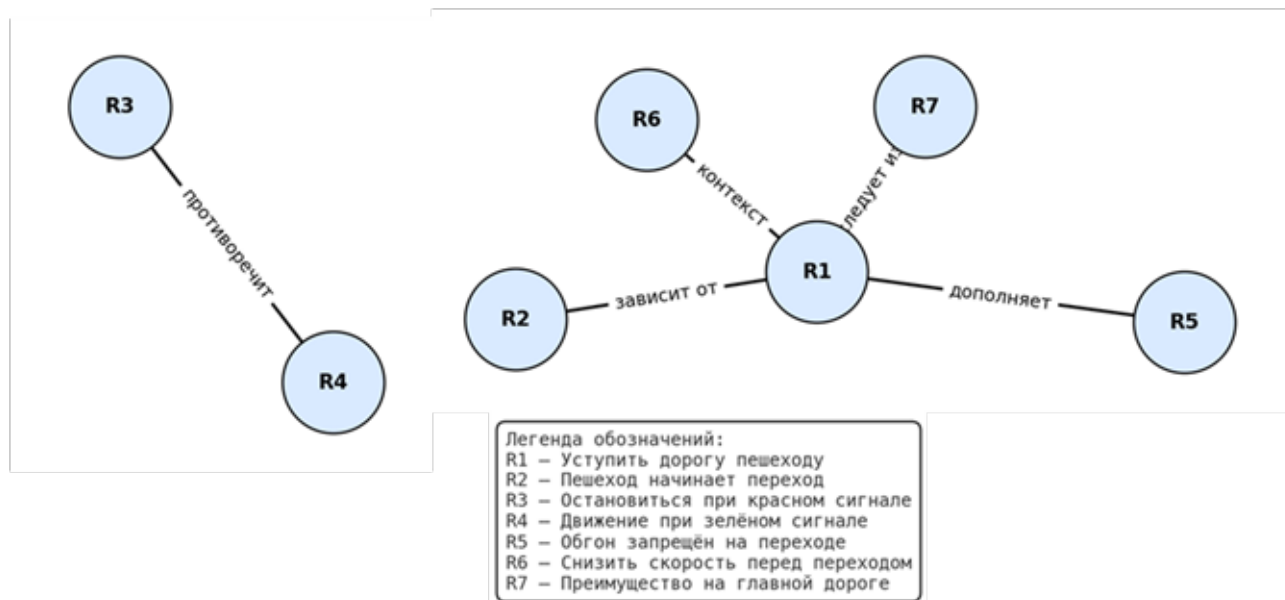 R3
противоречит
R4
R6
контекст
R7
R1
R2
зависит от
дополняет
R5
Легенда обозначений:
R1 – Уступить дорогу пешеходу
R2 – Пешеход начинает переход
R3 – Остановиться при красном сигнале
R4 – Движение при зелёном сигнале
R5 – Обгон запрещён на переходе
R6 – Снизить скорость перед переходом
R7 – Преимущество на главной дороге